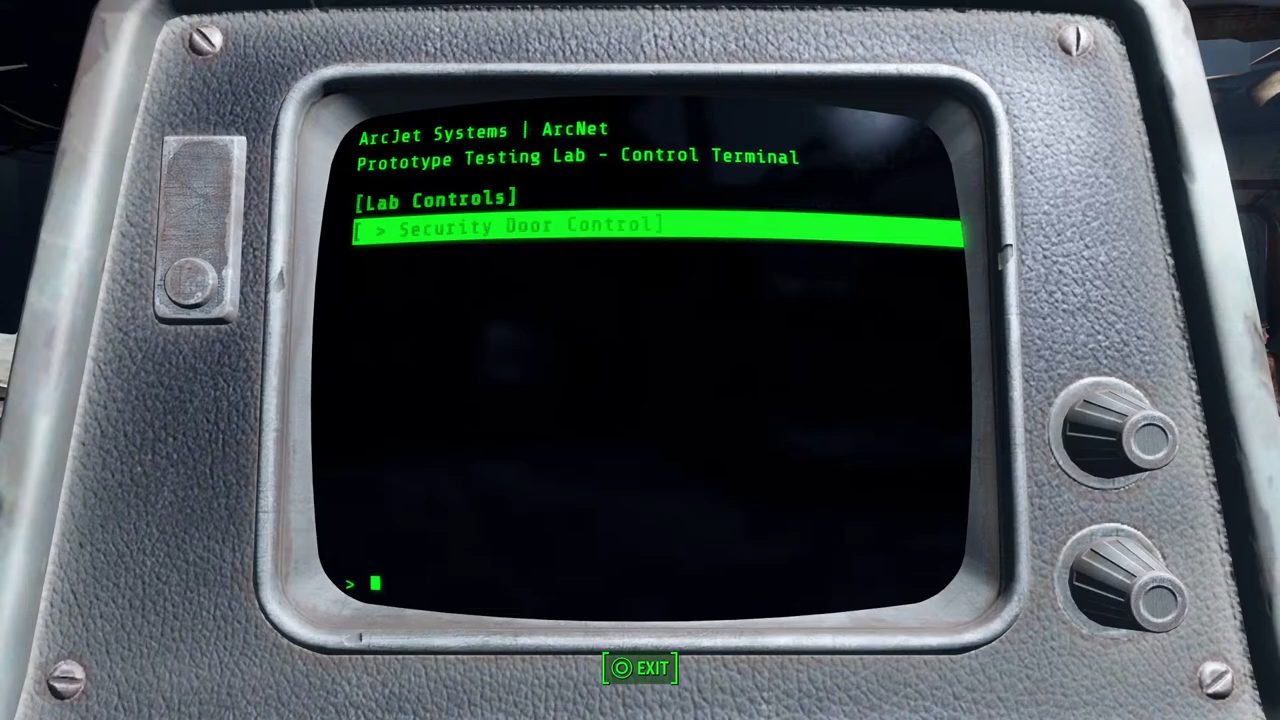 ArcJet Systems | ArcNet
Prototype Testing Lab - Control Terminal
[Lab Controls]
[ > Security Door Control]
>
[EXIT]